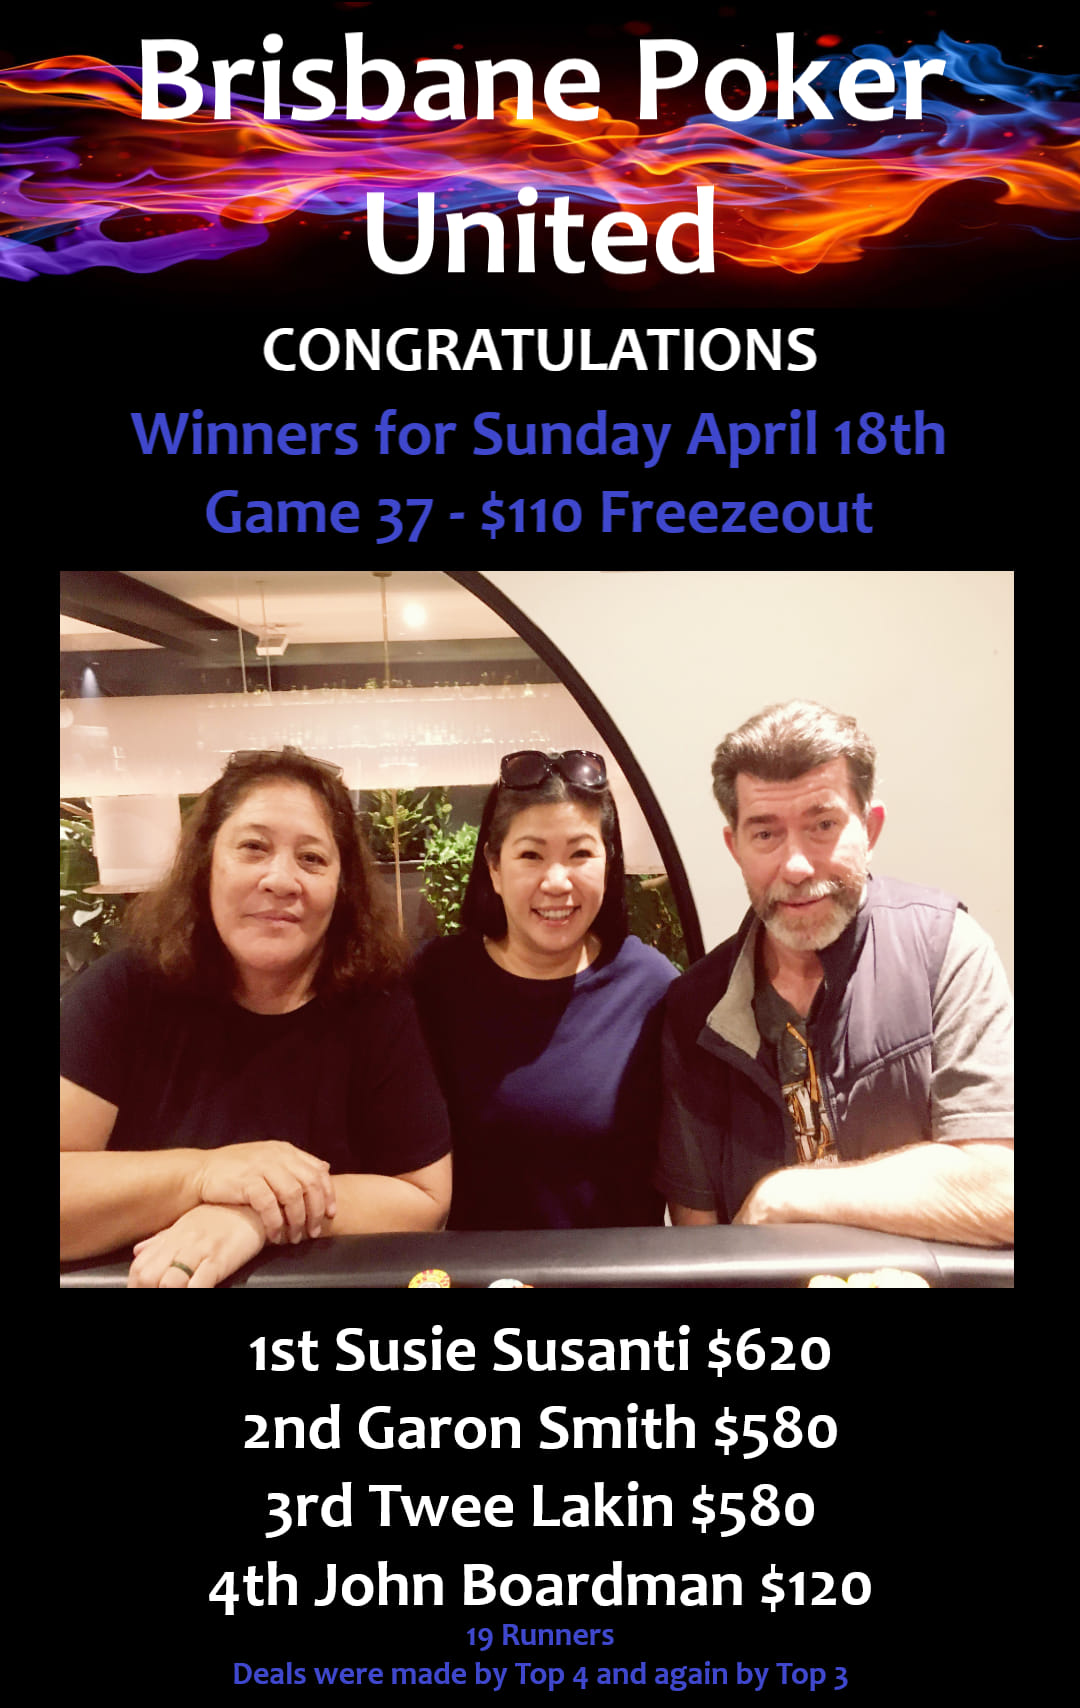 Brisbane Poker
United
CONGRATULATIONS
Winners for Sunday April 18th
Game 37 - $110 Freezeout
1st Susie Susanti $620
2nd Garon Smith $580
3rd Twee Lakin $580
4th John Boardman $120
19 Runners
Deals were made by Top 4 and again by Top 3